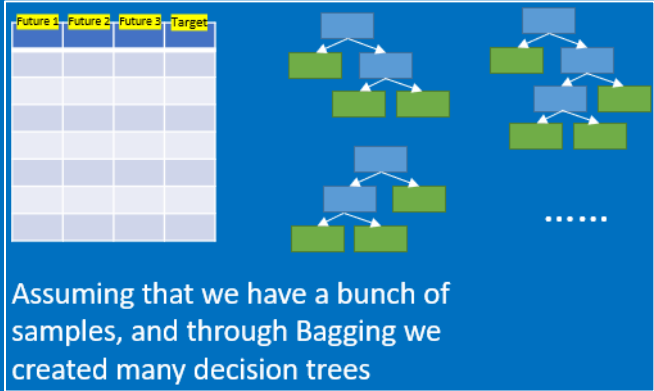 Future 1 Future 2 Future 3 Target
......
Assuming that we have a bunch of
samples, and through Bagging we
created many decision trees